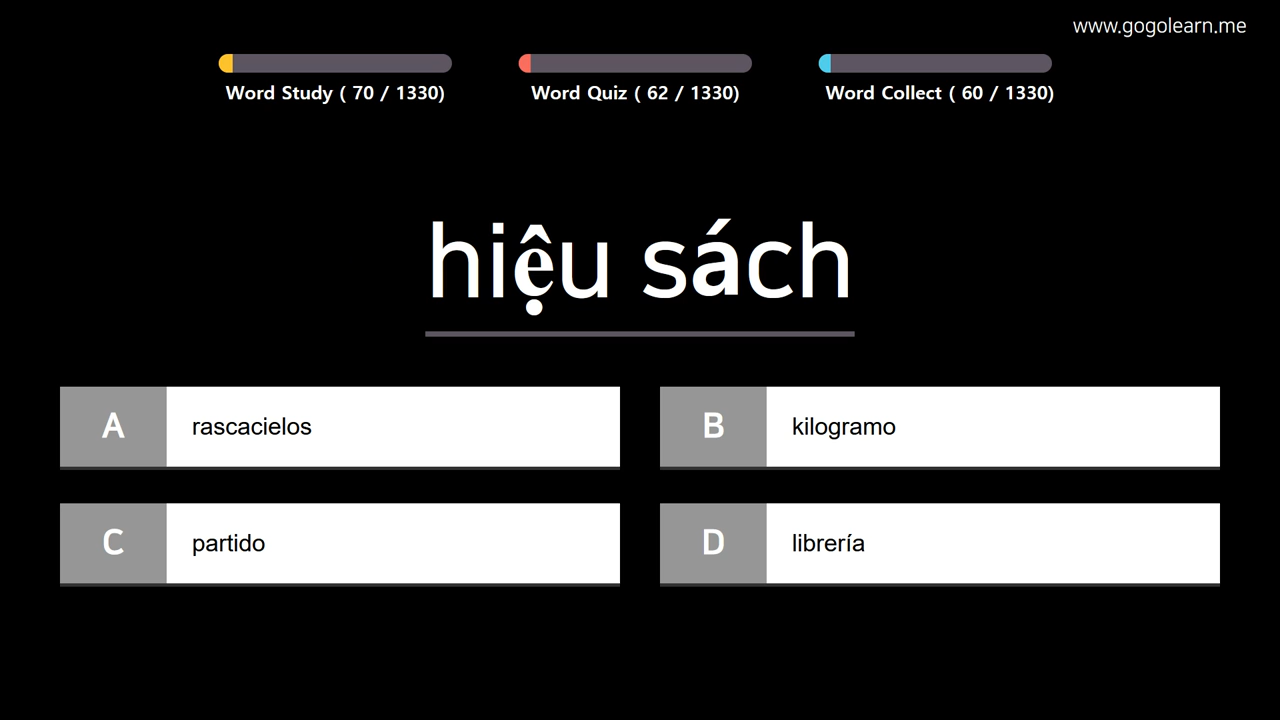 www.gogolearn.me
Word Study ( 70 / 1330)
Word Quiz ( 62 / 1330)
Word Collect ( 60 / 1330)
hiệu sách
A rascacielos
B kilogramo
C partido
D librería